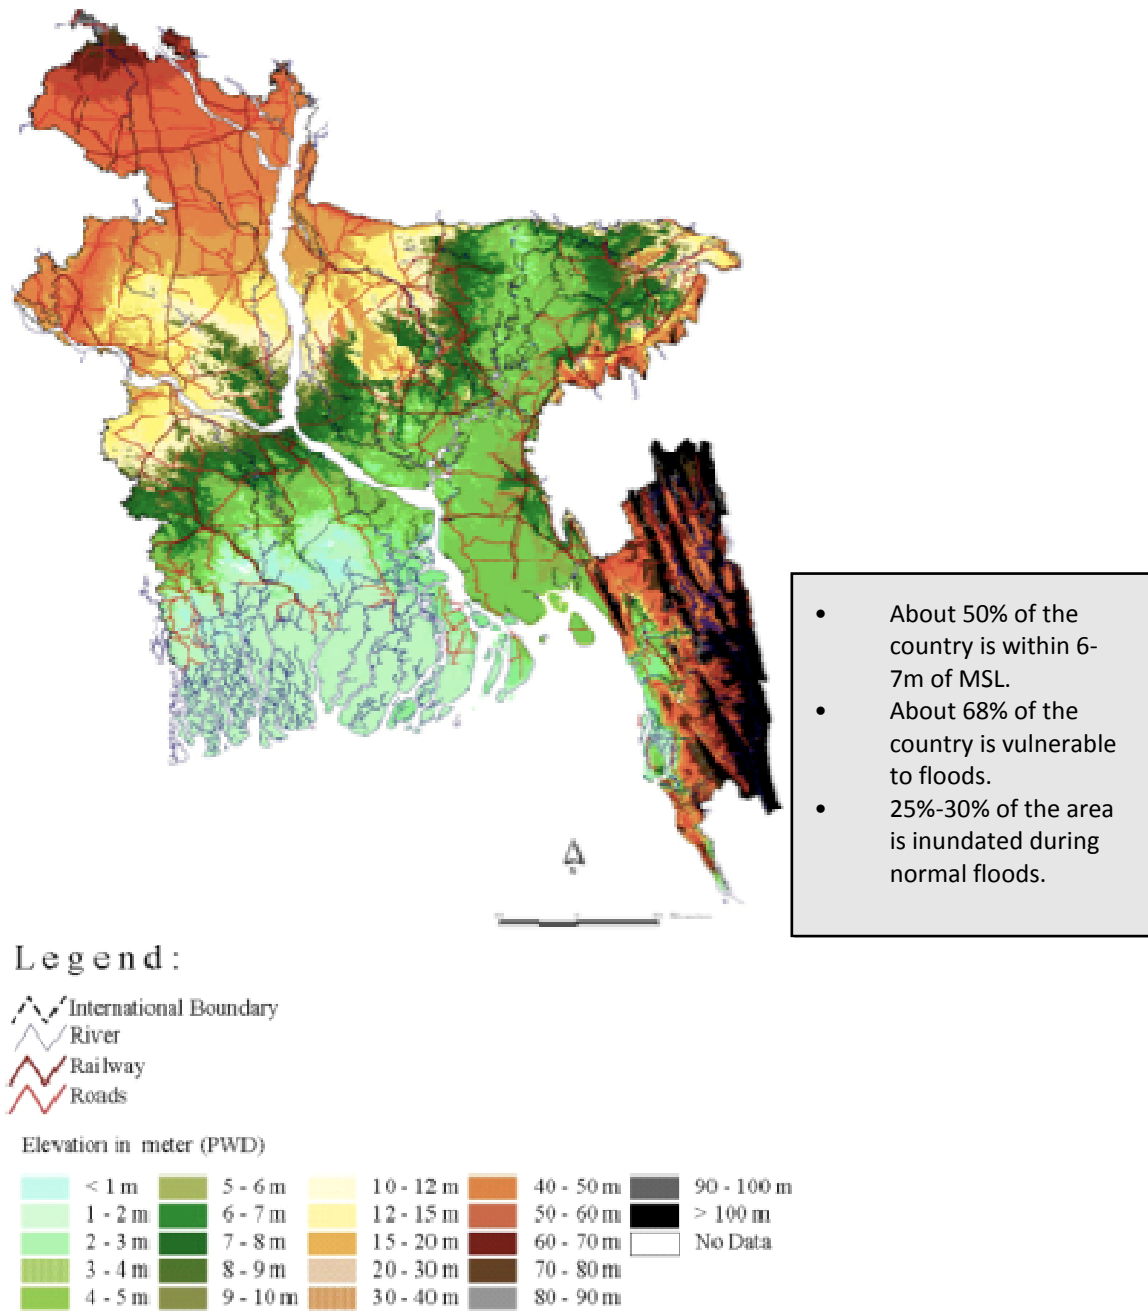 • About 50% of the
country is within 6-
7m of MSL.
• About 68% of the
country is vulnerable
to floods.
• 25%-30% of the area
is inundated during
normal floods.
Legend:
International Boundary
River
Railway
Roads
Elevation in meter (PWD)
< 1 m
1 - 2 m
2 - 3 m
3 - 4 m
4 - 5 m
5 - 6 m
6 - 7 m
7 - 8 m
8 - 9 m
9 - 10 m
10 - 12 m
12 - 15 m
15 - 20 m
20 - 30 m
30 - 40 m
40 - 50 m
50 - 60 m
60 - 70 m
70 - 80 m
80 - 90 m
90 - 100 m
> 100 m
No Data